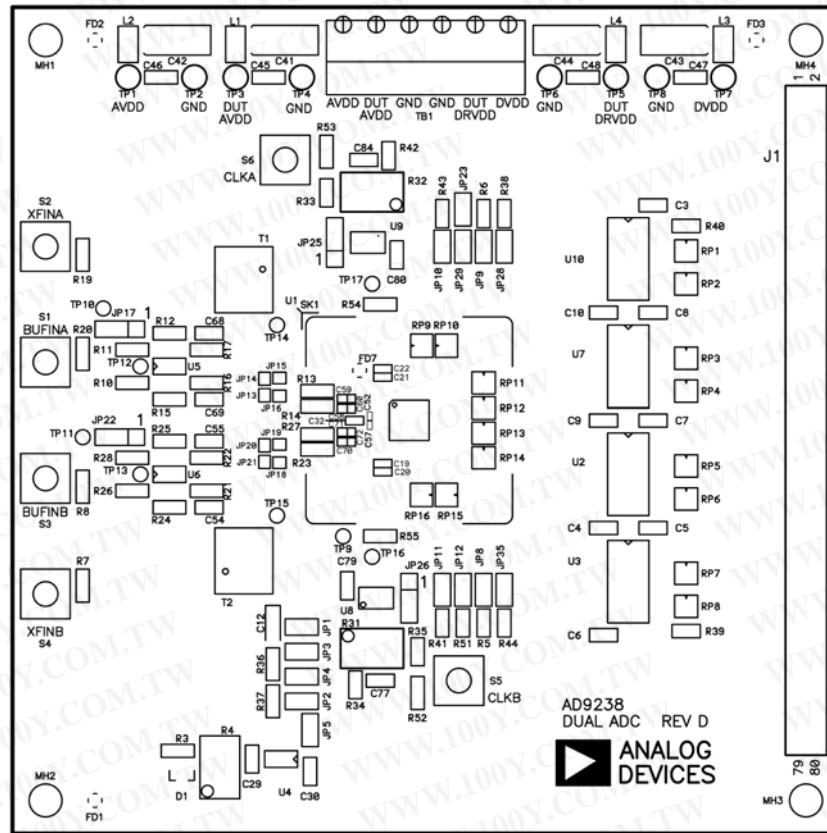 FD2 L2 L1 L4 L3 FD3
MH1 C42 C41 C44 C43 MH4
C46 C45 C48 C47
TP1 TP2 TP3 TP4 TP6 TP5 TP8 TP7
AVDD GND DUT AVDD GND GND DUT DRVDD GND DVDD
AVDD DUT AVDD GND GND DUT DRVDD DVDD
TB1
1 2
J1
S6
CLKA
R53
C84
R42
R32
R33
U9
JP25
1
C80
TP17
R54
R43
JP23
R6
R38
JP10
JP29
JP9
JP28
C3
R40
U10
RP1
RP2
S2
XFINA
R19
T1
TP10
JP17
1
S1
BUFINA
R20
R12
C68
R11
R17
TP12
U5
R10
R16
R15
C69
TP14
U1
SK1
FD7
RP9
RP10
C22
C21
JP14
JP15
JP13
JP16
R13
R14
R27
R23
C59
C52
C32
C57
C72
C70
RP11
RP12
RP13
RP14
C19
C20
RP16
RP15
C10
C8
U7
RP3
RP4
C9
C7
U2
RP5
RP6
C4
C5
U3
RP7
RP8
C6
R39
TP11
JP22
1
R25
C55
R28
R22
TP13
U6
R26
R21
R24
C54
JP20
JP19
JP21
JP18
BUFINB
S3
R8
TP15
R7
XFINB
S4
T2
TP9
R55
TP16
C79
U8
JP26
1
JP11
JP12
JP8
JP35
R41
R51
R5
R44
C12
JP1
R36
JP3
JP4
R37
JP2
JP5
R31
R35
R34
C77
R52
S5
CLKB
R3
R4
D1
C29
U4
C30
AD9238
DUAL ADC REV D
ANALOG
DEVICES
79 80
MH2
FD1
MH3
WWW.100Y.COM.TW